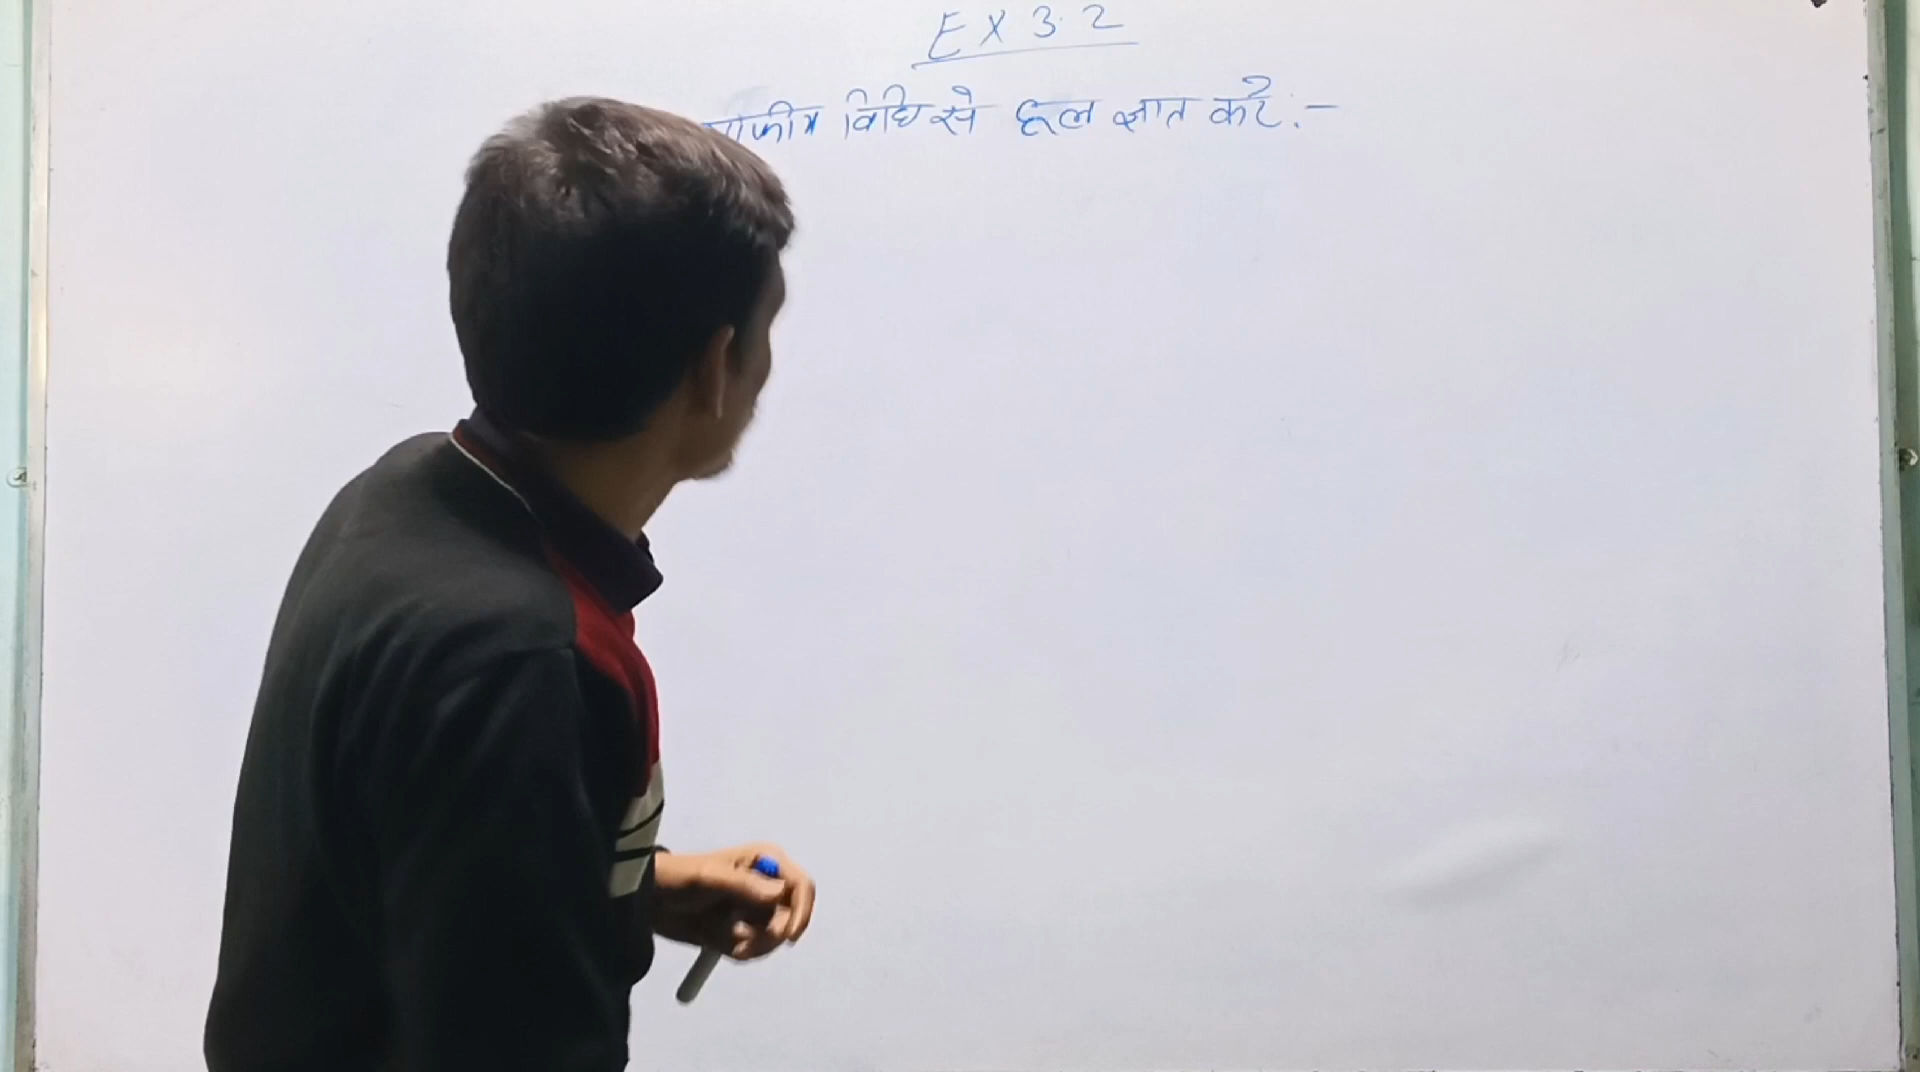 EX 3.2
विधि से हल ज्ञात करें :-